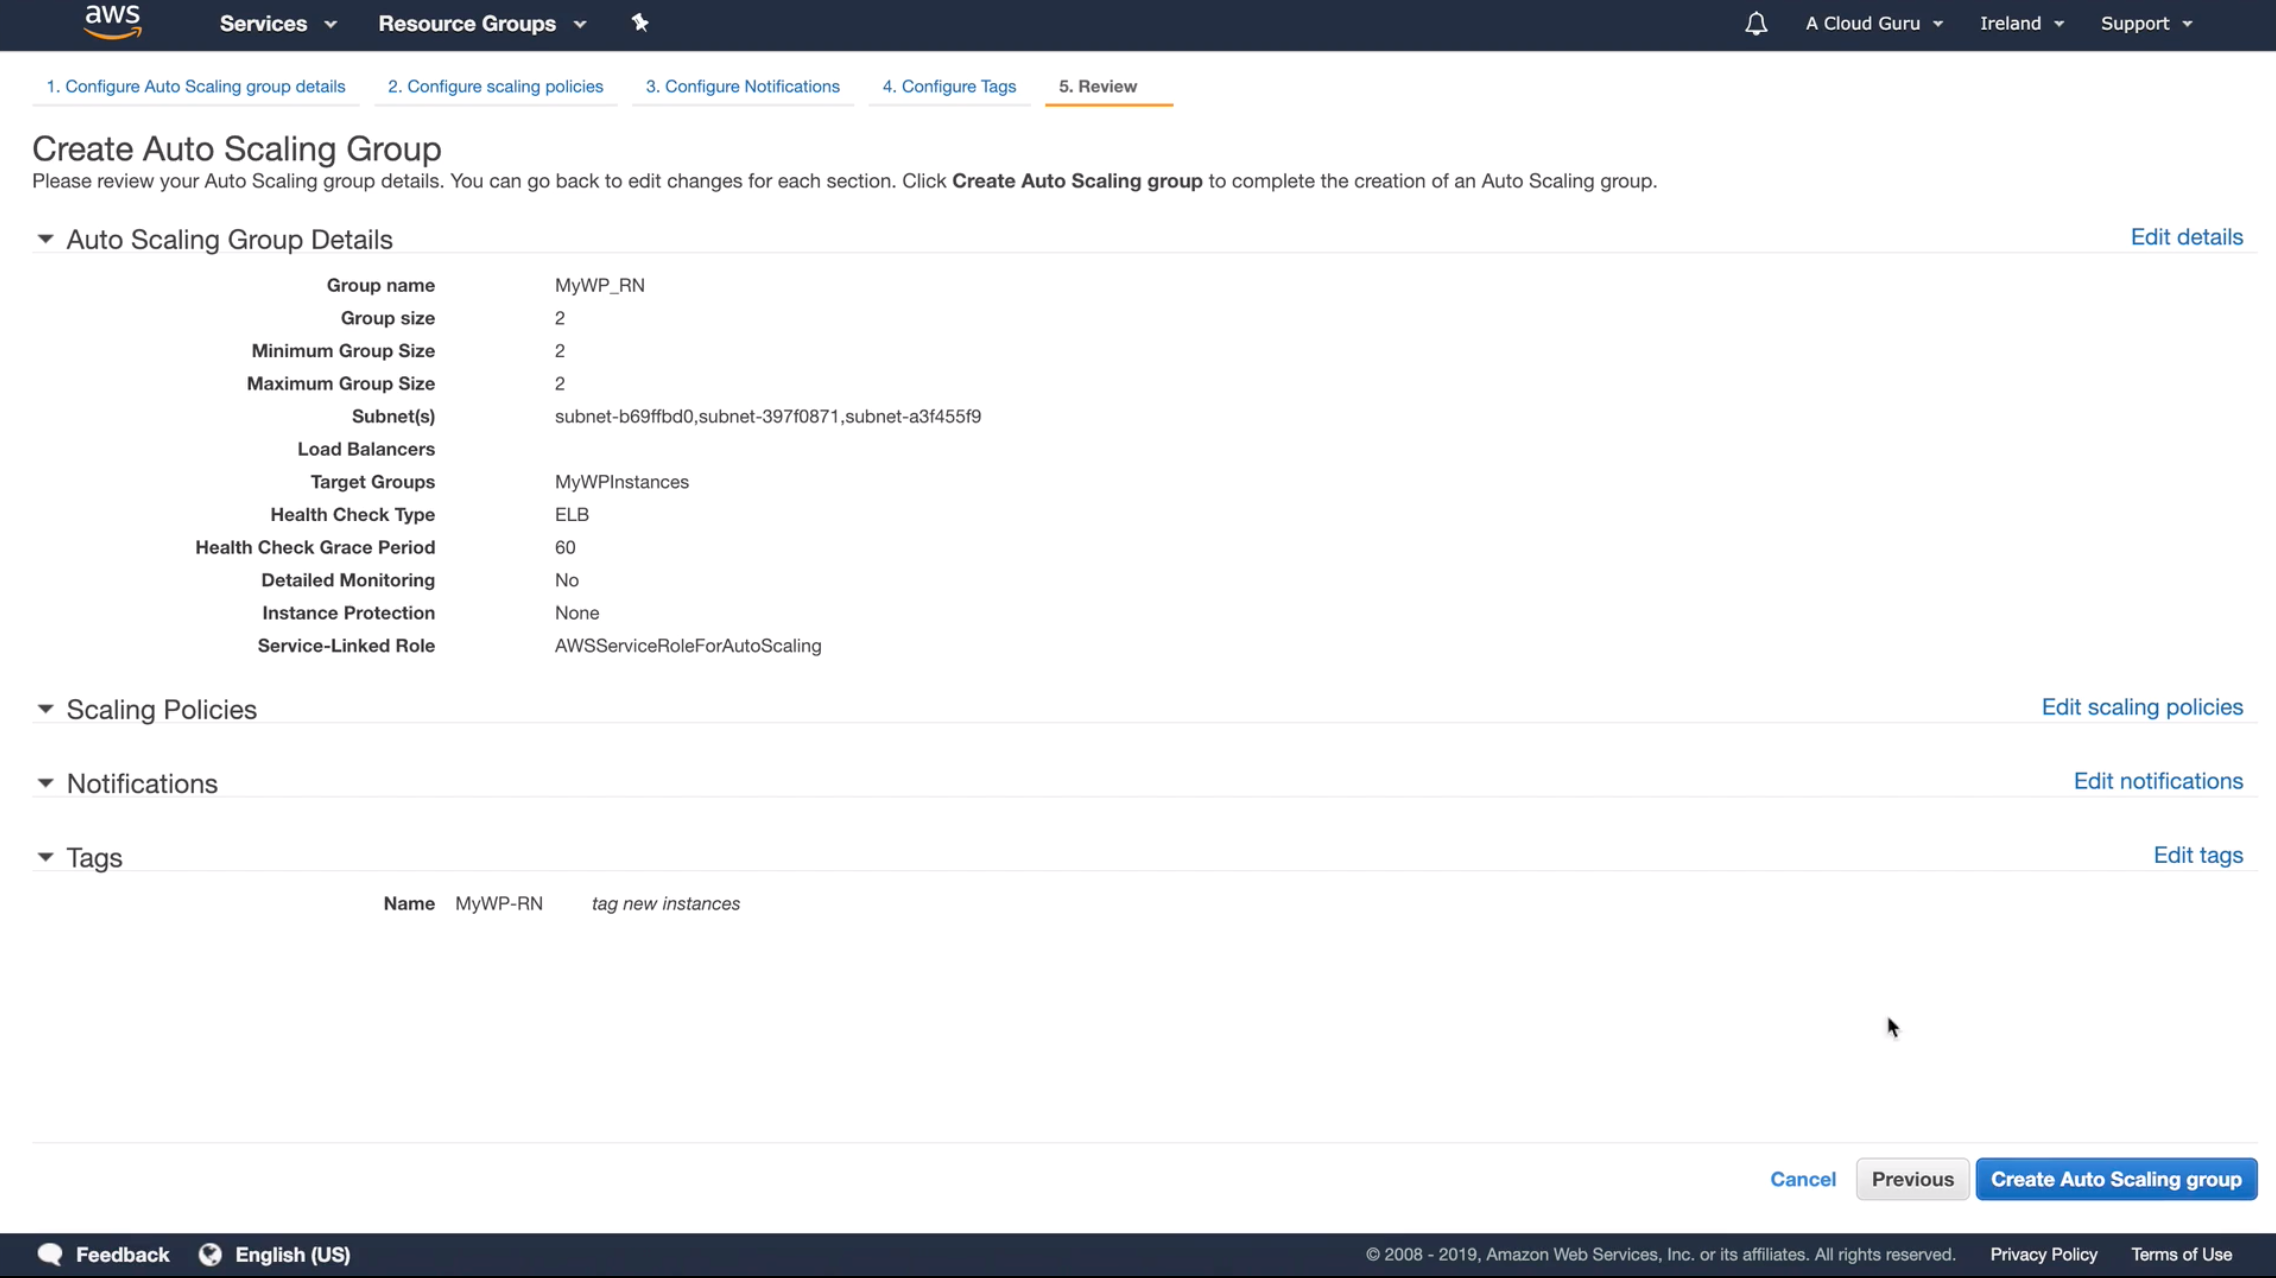 aws Services Resource Groups A Cloud Guru Ireland Support
1. Configure Auto Scaling group details 2. Configure scaling policies 3. Configure Notifications 4. Configure Tags 5. Review
Create Auto Scaling Group
Please review your Auto Scaling group details. You can go back to edit changes for each section. Click Create Auto Scaling group to complete the creation of an Auto Scaling group.
Auto Scaling Group Details Edit details
Group name MyWP_RN
Group size 2
Minimum Group Size 2
Maximum Group Size 2
Subnet(s) subnet-b69ffbd0,subnet-397f0871,subnet-a3f455f9
Load Balancers
Target Groups MyWPInstances
Health Check Type ELB
Health Check Grace Period 60
Detailed Monitoring No
Instance Protection None
Service-Linked Role AWSServiceRoleForAutoScaling
Scaling Policies Edit scaling policies
Notifications Edit notifications
Tags Edit tags
Name MyWP-RN tag new instances
Cancel Previous Create Auto Scaling group
Feedback English (US) © 2008 - 2019, Amazon Web Services, Inc. or its affiliates. All rights reserved. Privacy Policy Terms of Use